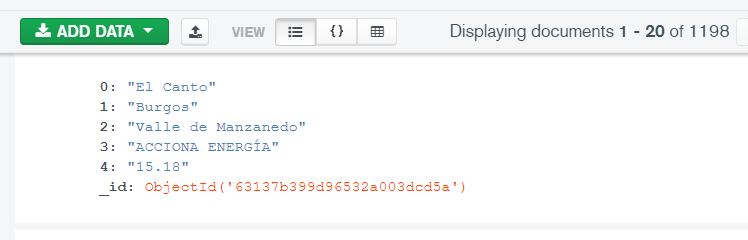 ADD DATA VIEW {} Displaying documents 1 - 20 of 1198
0: "El Canto"
1: "Burgos"
2: "Valle de Manzanedo"
3: "ACCIONA ENERGÍA"
4: "15.18"
_id: ObjectId('63137b399d96532a003dcd5a')